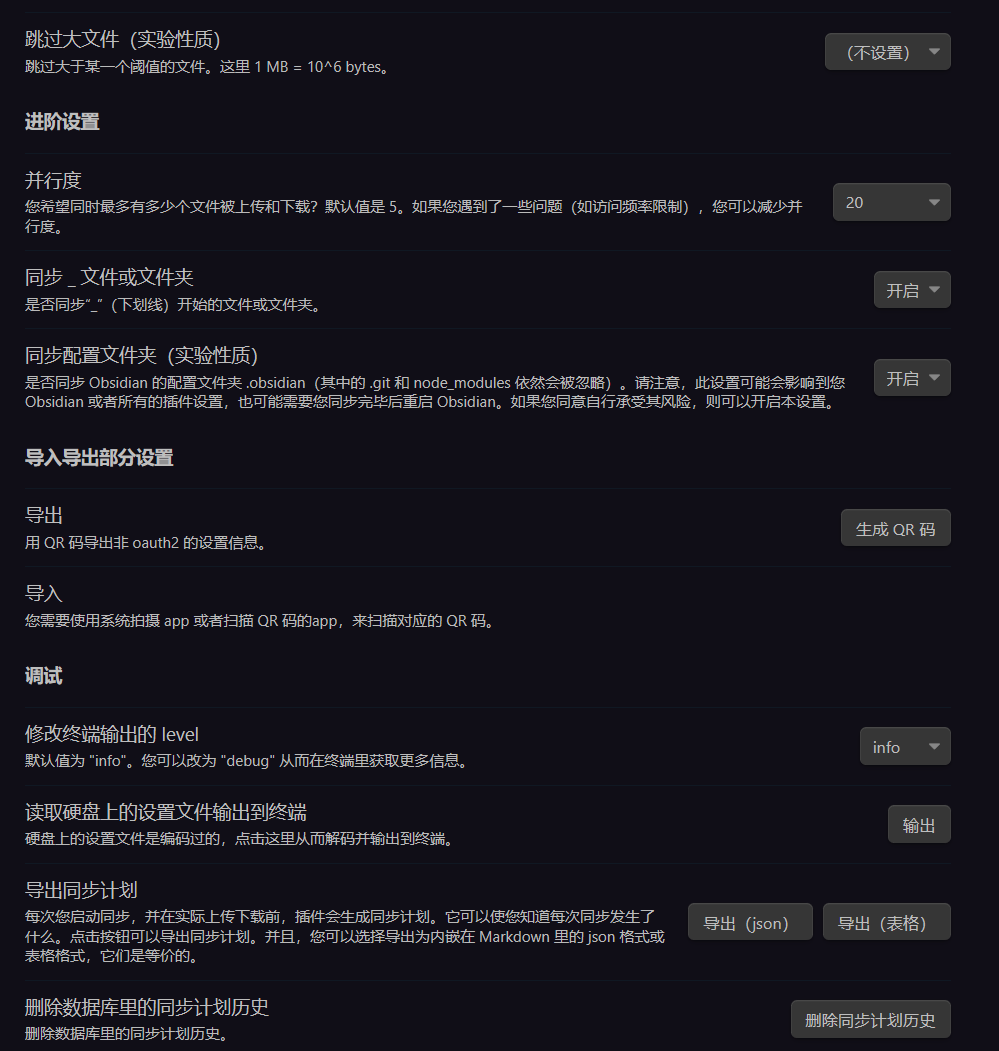 跳过大文件（实验性质）
（不设置）
跳过大于某一个阈值的文件。这里 1 MB = 10^6 bytes。
进阶设置
并行度
您希望同时最多有多少个文件被上传和下载？默认值是 5。如果您遇到了一些问题（如访问频率限制），您可以减少并
行度。
20
同步 _ 文件或文件夹
是否同步“_”（下划线）开始的文件或文件夹。
开启
同步配置文件夹（实验性质）
是否同步 Obsidian 的配置文件夹 .obsidian（其中的 .git 和 node_modules 依然会被忽略）。请注意，此设置可能会影响到您
Obsidian 或者所有的插件设置，也可能需要您同步完毕后重启 Obsidian。如果您同意自行承受其风险，则可以开启本设置。
开启
导入导出部分设置
导出
用 QR 码导出非 oauth2 的设置信息。
生成 QR 码
导入
您需要使用系统拍摄 app 或者扫描 QR 码的app，来扫描对应的 QR 码。
调试
修改终端输出的 level
默认值为 "info"。您可以改为 "debug" 从而在终端里获取更多信息。
info
读取硬盘上的设置文件输出到终端
硬盘上的设置文件是编码过的，点击这里从而解码并输出到终端。
输出
导出同步计划
每次您启动同步，并在实际上传下载前，插件会生成同步计划。它可以使您知道每次同步发生了
什么。点击按钮可以导出同步计划。并且，您可以选择导出为内嵌在 Markdown 里的 json 格式或
表格格式，它们是等价的。
导出（json）
导出（表格）
删除数据库里的同步计划历史
删除数据库里的同步计划历史。
删除同步计划历史